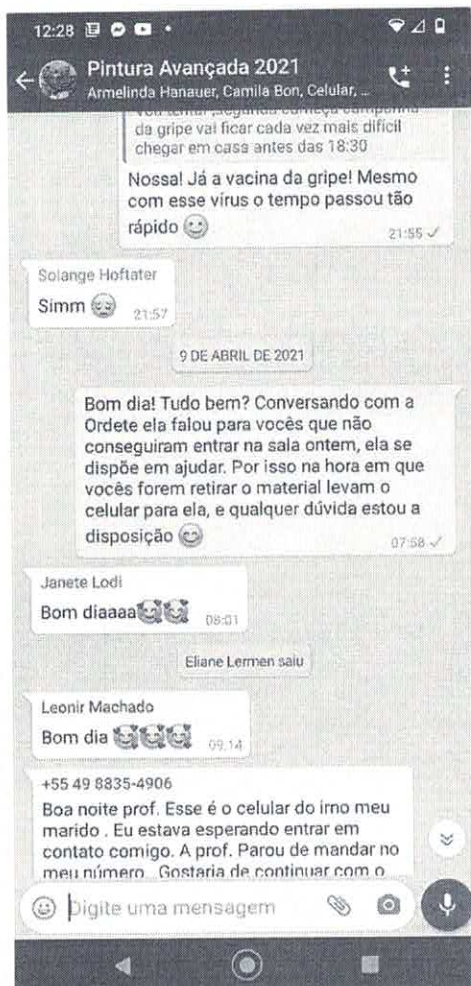 12:28
Pintura Avançada 2021
Armelinda Hanauer, Camila Bon, Celular, ...
da gripe vai ficar cada vez mais difícil
chegar em casa antes das 18:30
Nossa! Já a vacina da gripe! Mesmo
com esse vírus o tempo passou tão
rápido
21:55
Solange Hoftater
Simm
21:57
9 DE ABRIL DE 2021
Bom dia! Tudo bem? Conversando com a
Ordete ela falou para vocês que não
conseguiram entrar na sala ontem, ela se
dispõe em ajudar. Por isso na hora em que
vocês forem retirar o material levam o
celular para ela, e qualquer dúvida estou a
disposição
07:58
Janete Lodi
Bom diaaaa
08:01
Eliane Lermen saiu
Leonir Machado
Bom dia
09:14
+55 49 8835-4906
Boa noite prof. Esse é o celular do irno meu
marido . Eu estava esperando entrar em
contato comigo. A prof. Parou de mandar no
meu número . Gostaria de continuar com o
Digite uma mensagem